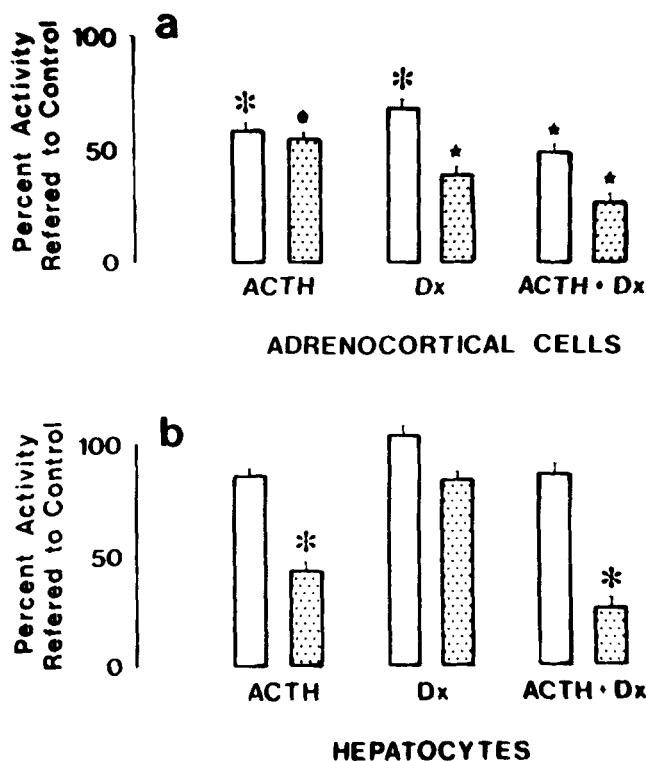 a
Percent Activity
Refered to Control
100
50
0
* •
* ★
★ ★
ACTH Dx ACTH • Dx
ADRENOCORTICAL CELLS
b
Percent Activity
Refered to Control
100
50
0
*
*
ACTH Dx ACTH • Dx
HEPATOCYTES